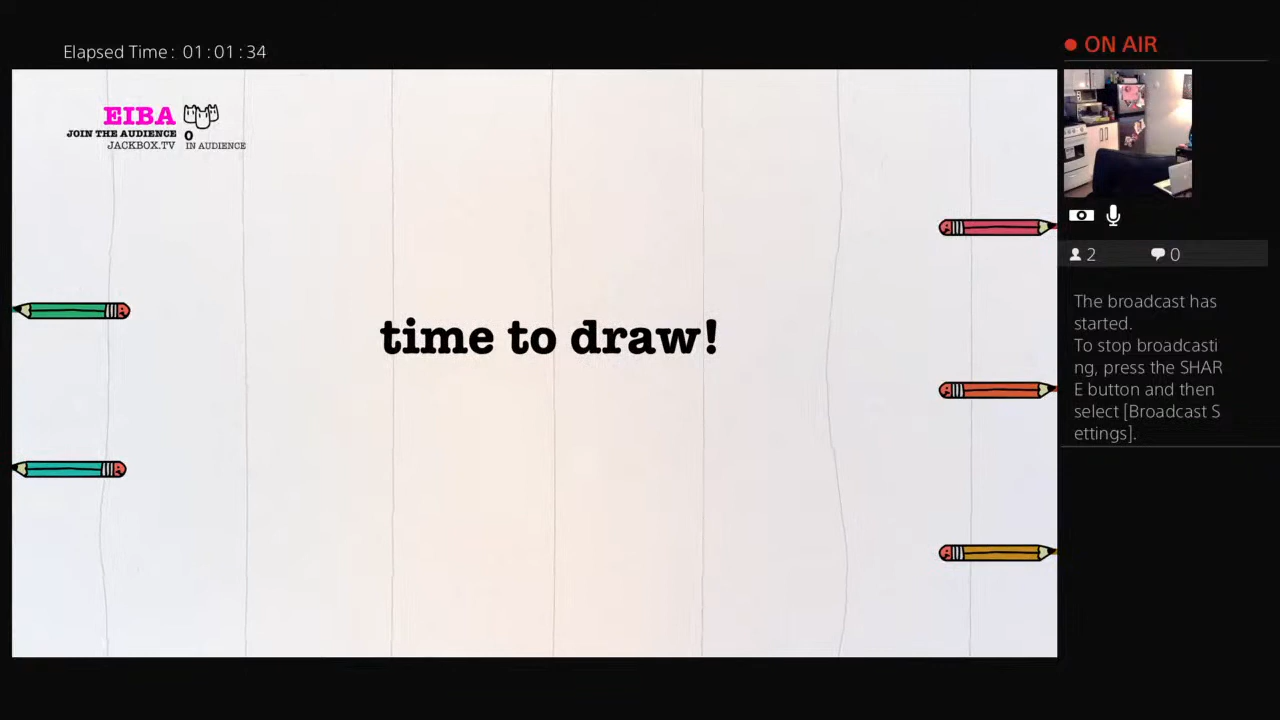 Elapsed Time: 01:01:34
ON AIR
EIBA
JOIN THE AUDIENCE
JACKBOX.TV
0
IN AUDIENCE
time to draw!
2
0
The broadcast has
started.
To stop broadcasti
ng, press the SHAR
E button and then
select [Broadcast S
ettings].